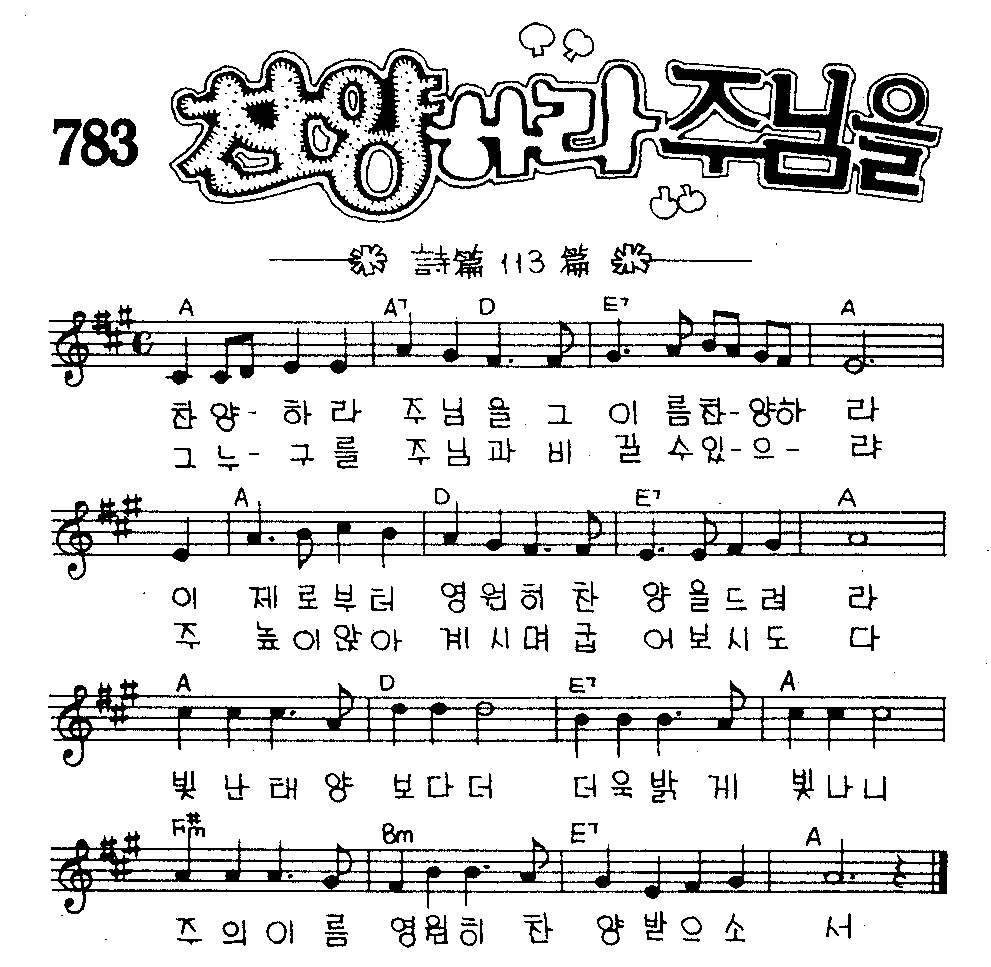 783 찬양하라 주님을
詩篇 113 篇
A A7 D E7 A
찬양- 하라 주님을 그 이름찬-양하 라
그누- 구를 주님과 비 길 수있-으- 랴
A D E7 A
이 제로부터 영원히 찬 양을드려 라
주 높이앉아 계시며굽 어보시도 다
A D E7 A
빛난태양 보다더 더욱밝게 빛나니
F#m Bm E7 A
주의이름 영원히 찬 양받으소 서